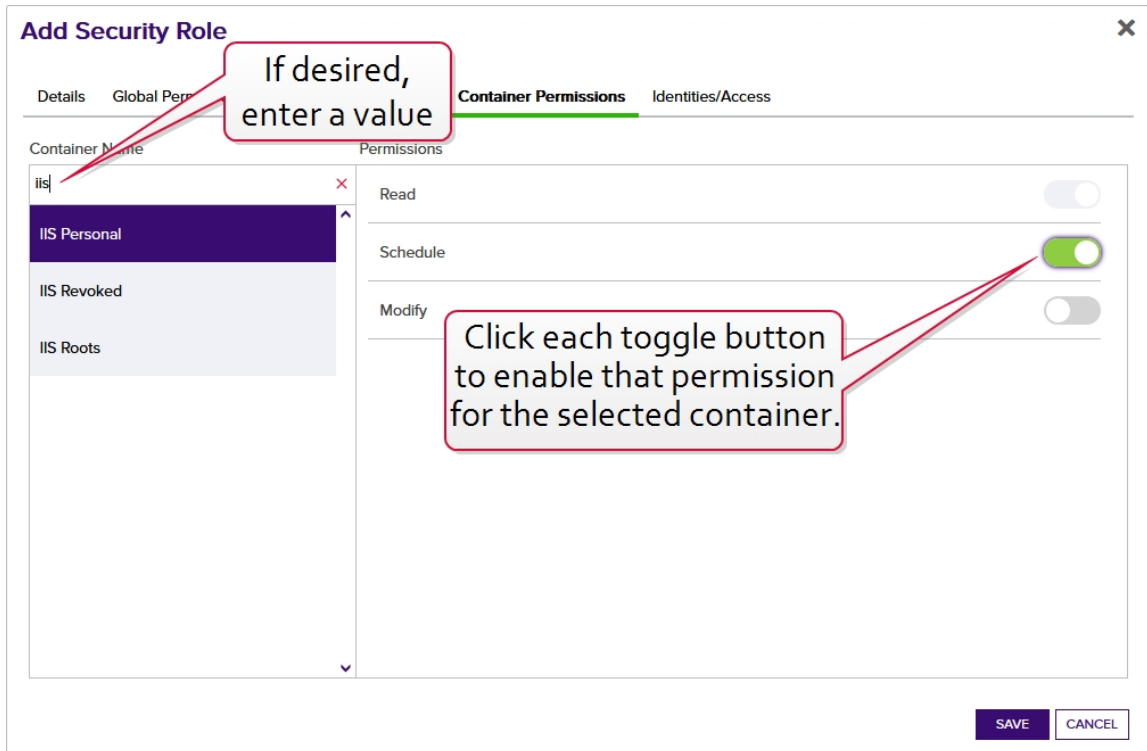 Add Security Role
If desired,
enter a value
Details Global Container Permissions Identities/Access
Container Name Permissions
iis
Read
IIS Personal
Schedule
IIS Revoked
Modify
IIS Roots
Click each toggle button
to enable that permission
for the selected container.
SAVE CANCEL